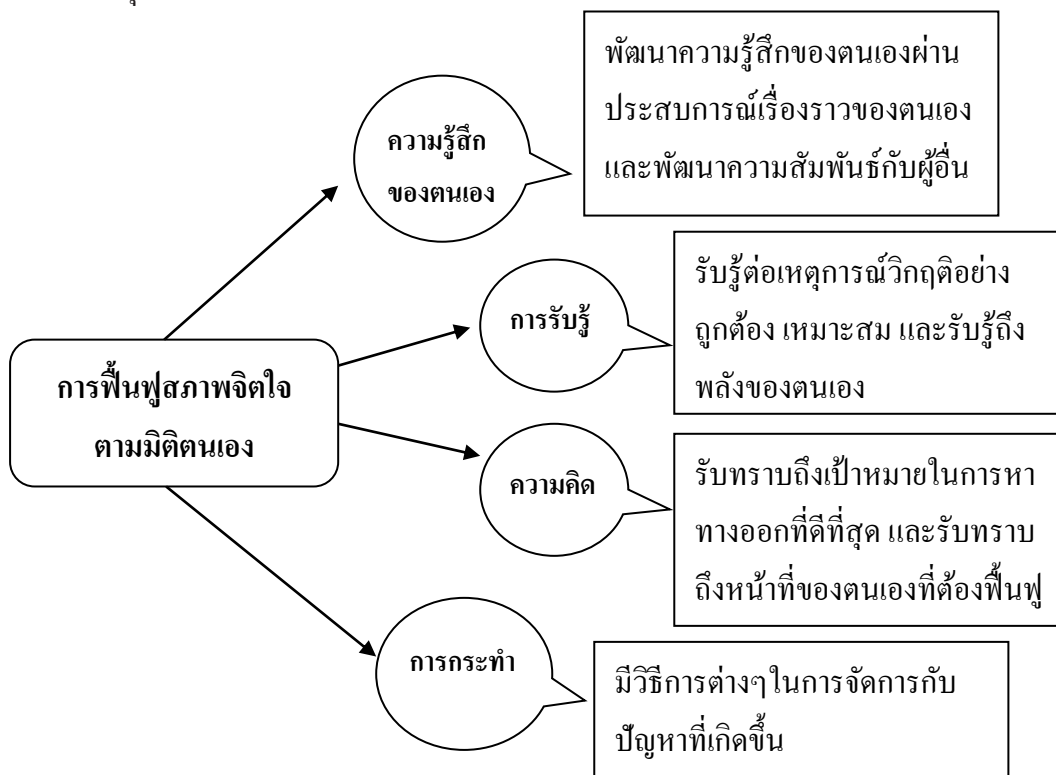 ความรู้สึก
ของตนเอง
พัฒนาความรู้สึกของตนเองผ่าน
ประสบการณ์เรื่องราวของตนเอง
และพัฒนาความสัมพันธ์กับผู้อื่น
การรับรู้
รับรู้ต่อเหตุการณ์วิกฤติอย่าง
ถูกต้อง เหมาะสม และรับรู้ถึง
พลังของตนเอง
การฟื้นฟูสภาพจิตใจ
ตามมิติตนเอง
ความคิด
รับทราบถึงเป้าหมายในการหา
ทางออกที่ดีที่สุด และรับทราบ
ถึงหน้าที่ของตนเองที่ต้องฟื้นฟู
การกระทำ
มีวิธีการต่างๆในการจัดการกับ
ปัญหาที่เกิดขึ้น